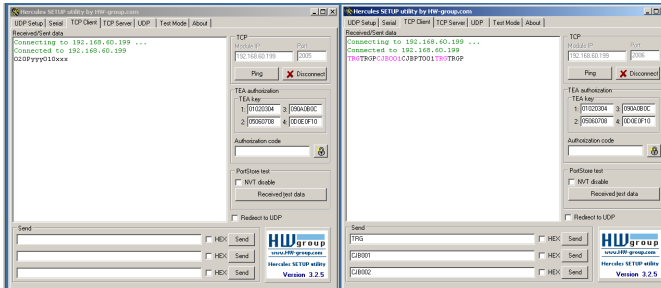 Hercules SETUP utility by HW-group.com
UDP Setup Serial TCP Client TCP Server UDP Test Mode About
Received/Sent data
Connecting to 192.168.60.199 ...
Connected to 192.168.60.199
020Pyyy010xxx
TCP
Module IP Port
192.168.60.199 2005
Ping Disconnect
TEA authorization
TEA key
1: 01020304 3: 090A0B0C
2: 05060708 4: 0D0E0F10
Authorization code
PortStore test
NVT disable
Received test data
Redirect to UDP
Send
HEX Send
HEX Send
HEX Send
HWgroup
www.HW-group.com
Hercules SETUP utility
Version 3.2.5
Hercules SETUP utility by HW-group.com
UDP Setup Serial TCP Client TCP Server UDP Test Mode About
Received/Sent data
Connecting to 192.168.60.199 ...
Connected to 192.168.60.199
TRGTRGPCJB001CJBPT001TRGTRGP
TCP
Module IP Port
192.168.60.199 2006
Ping Disconnect
TEA authorization
TEA key
1: 01020304 3: 090A0B0C
2: 05060708 4: 0D0E0F10
Authorization code
PortStore test
NVT disable
Received test data
Redirect to UDP
Send
TRG HEX Send
CJB001 HEX Send
CJB002 HEX Send
HWgroup
www.HW-group.com
Hercules SETUP utility
Version 3.2.5